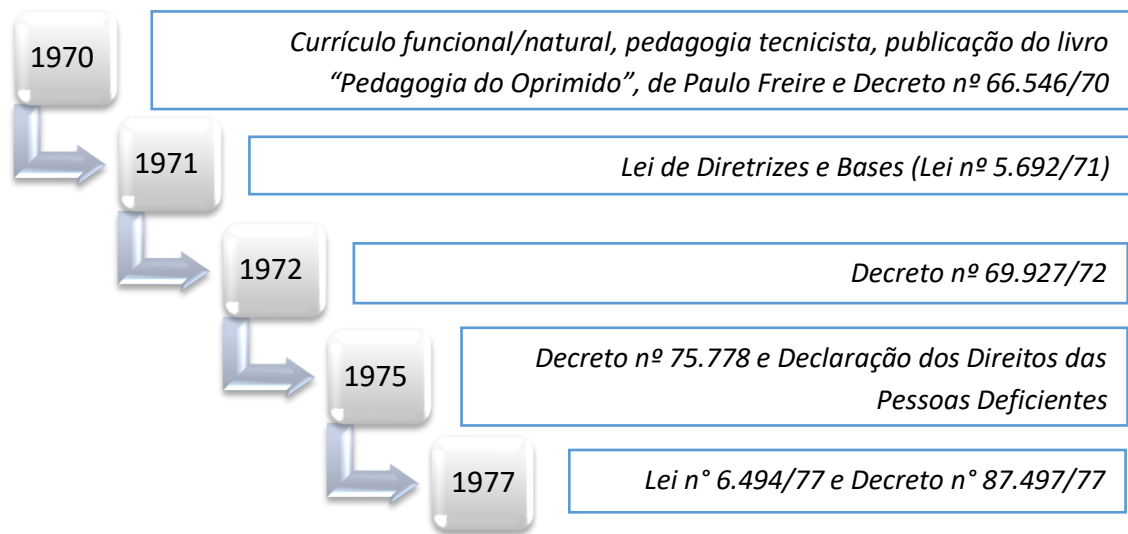 1970
Currículo funcional/natural, pedagogia tecnicista, publicação do livro
“Pedagogia do Oprimido”, de Paulo Freire e Decreto nº 66.546/70
1971
Lei de Diretrizes e Bases (Lei nº 5.692/71)
1972
Decreto nº 69.927/72
1975
Decreto nº 75.778 e Declaração dos Direitos das
Pessoas Deficientes
1977
Lei n° 6.494/77 e Decreto n° 87.497/77